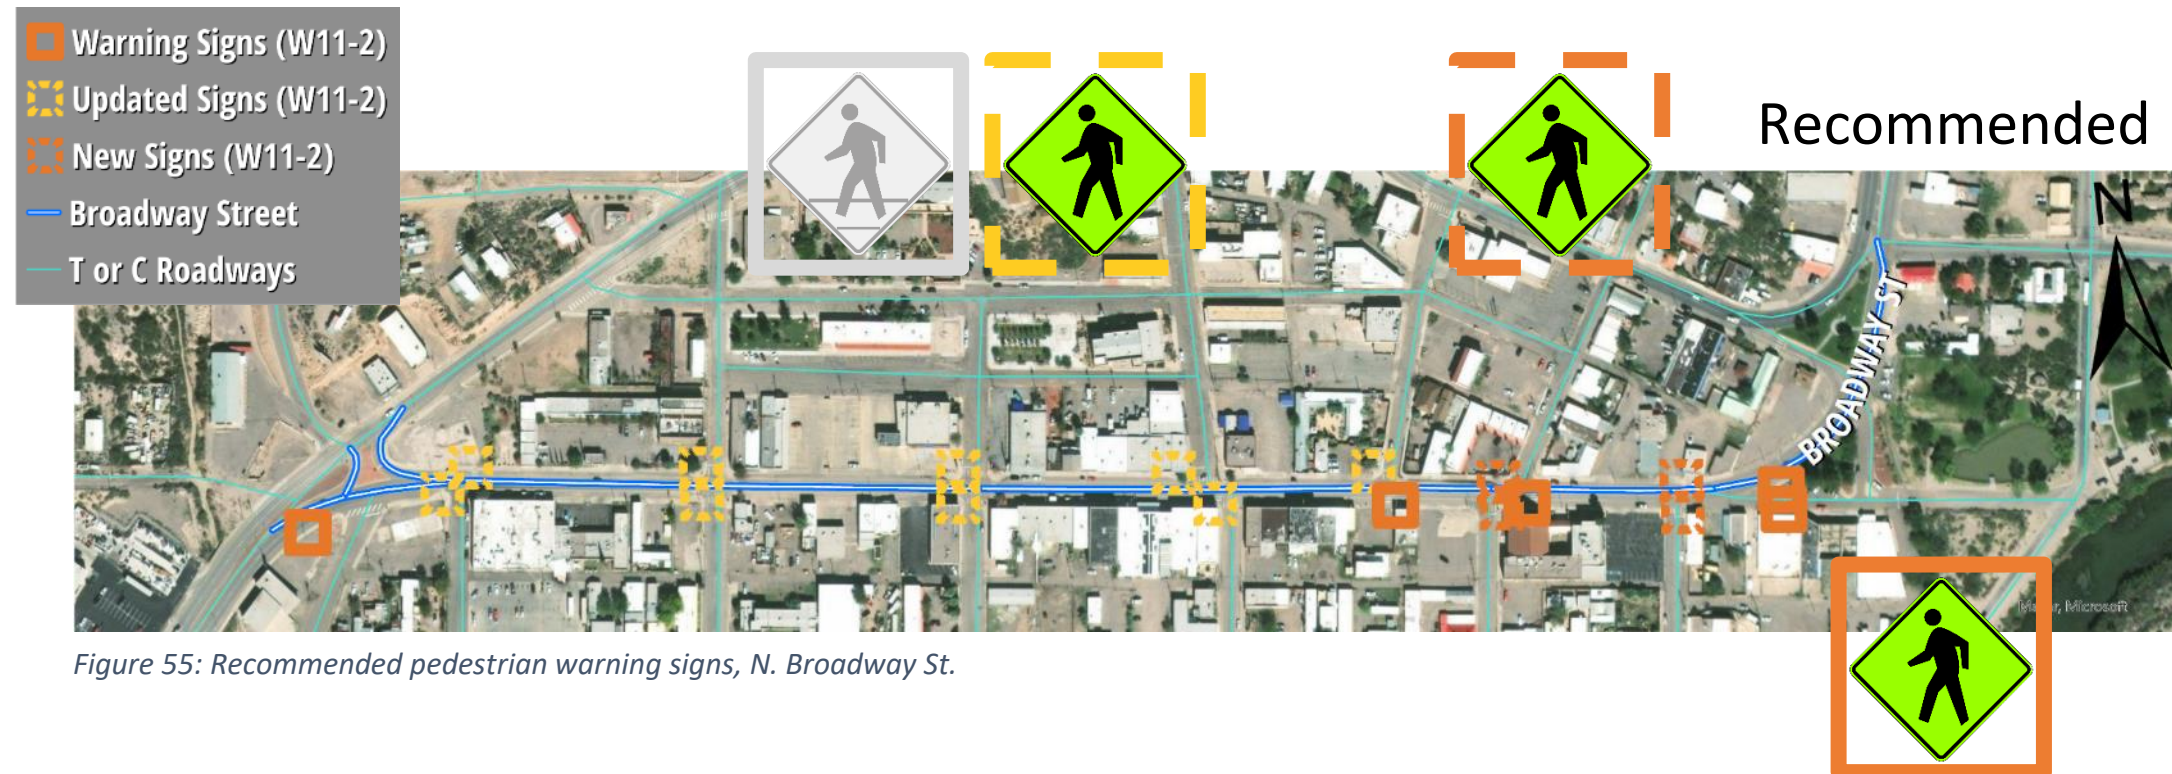 Warning Signs (W11-2)
Updated Signs (W11-2)
New Signs (W11-2)
Broadway Street
T or C Roadways
Recommended
N
BROADWAY ST
Microsoft
Figure 55: Recommended pedestrian warning signs, N. Broadway St.